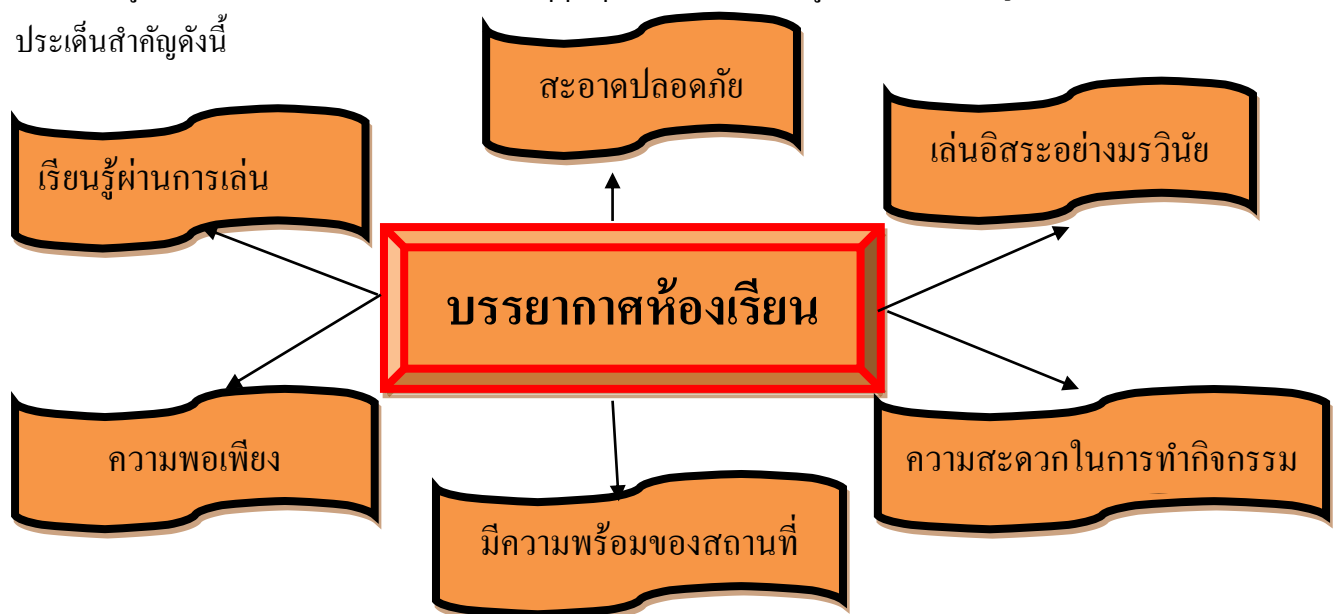 ประเด็นสำคัญดังนี้
สะอาดปลอดภัย
เรียนรู้ผ่านการเล่น
เล่นอิสระอย่างมรวินัย
บรรยากาศห้องเรียน
ความพอเพียง
ความสะดวกในการทำกิจกรรม
มีความพร้อมของสถานที่